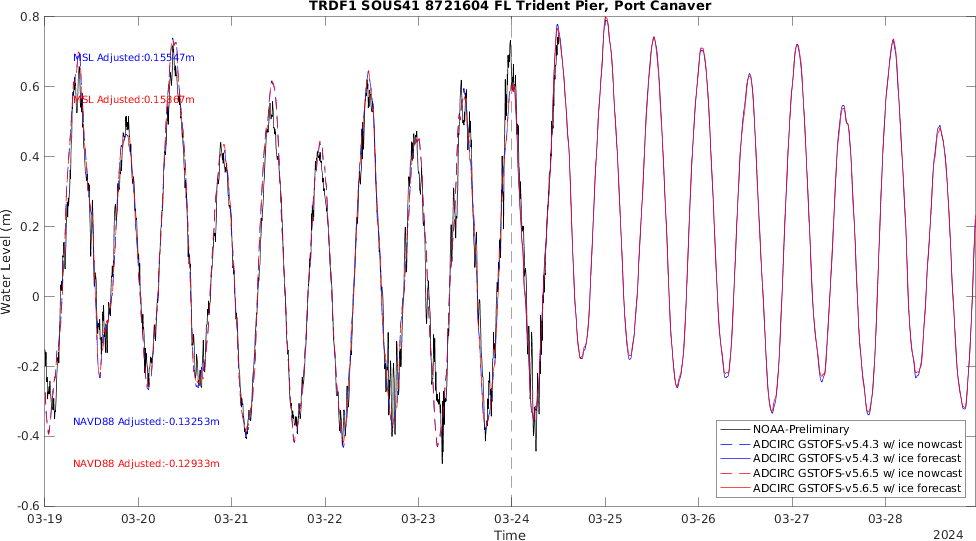 TRDF1 SOUS41 8721604 FL Trident Pier, Port Canaver
0.8
0.6
0.4
0.2
0
-0.2
-0.4
-0.6
Water Level (m)
MSL Adjusted:0.15547m
MSL Adjusted:0.15367m
NAVD88 Adjusted:-0.13253m
NAVD88 Adjusted:-0.12933m
NOAA-Preliminary
ADCIRC GSTOFS-v5.4.3 w/ ice nowcast
ADCIRC GSTOFS-v5.4.3 w/ ice forecast
ADCIRC GSTOFS-v5.6.5 w/ ice nowcast
ADCIRC GSTOFS-v5.6.5 w/ ice forecast
03-19 03-20 03-21 03-22 03-23 03-24 03-25 03-26 03-27 03-28
Time
2024